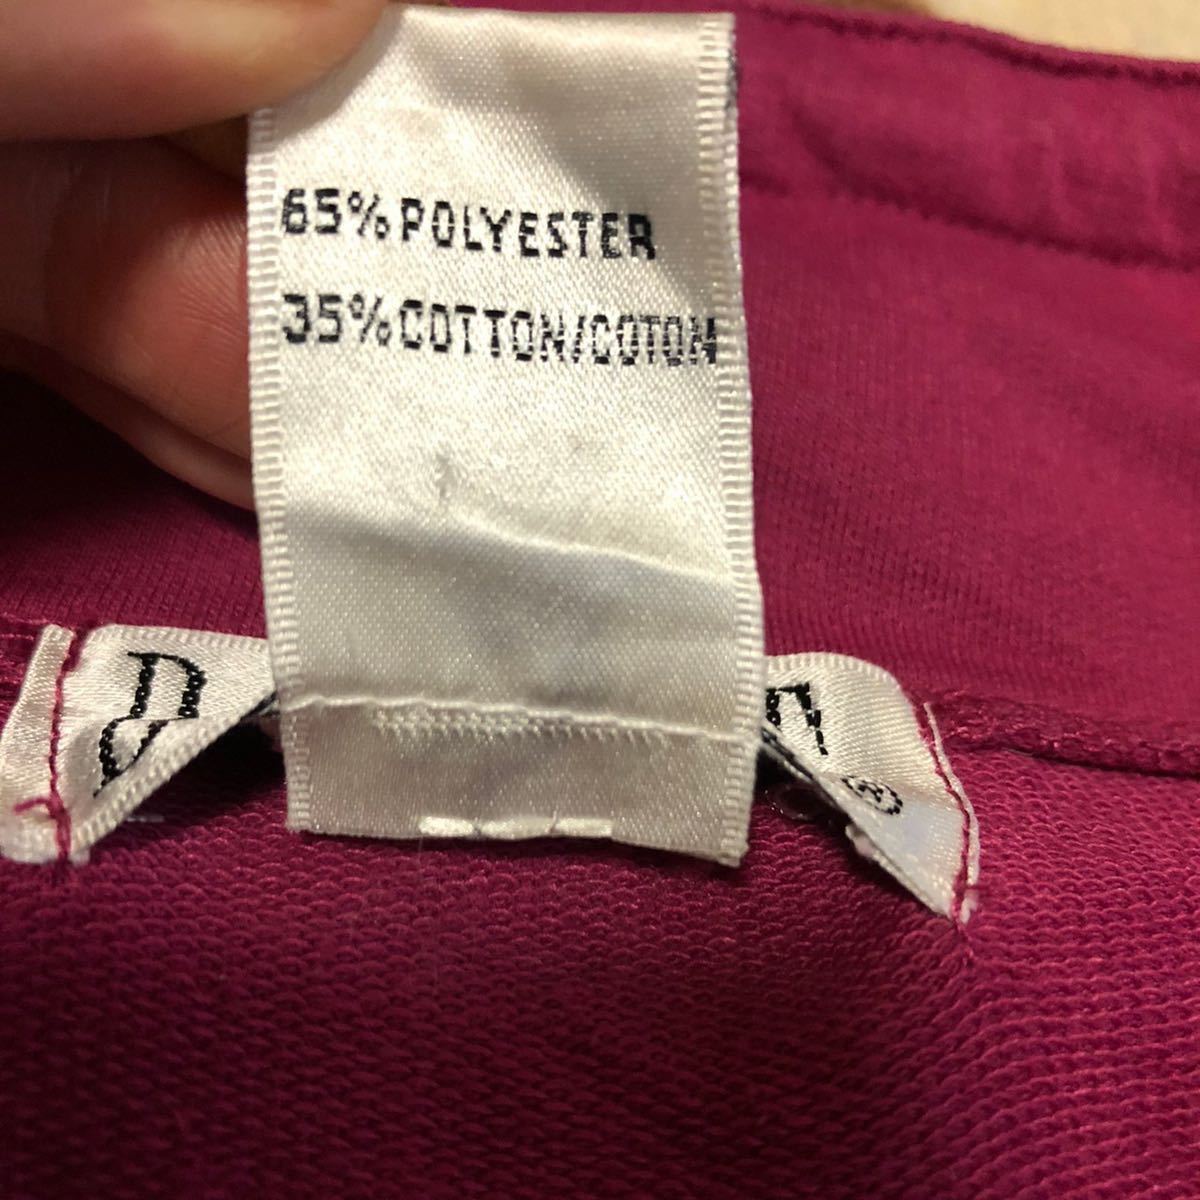 65% POLYESTER
35% COTTON/COTON
®